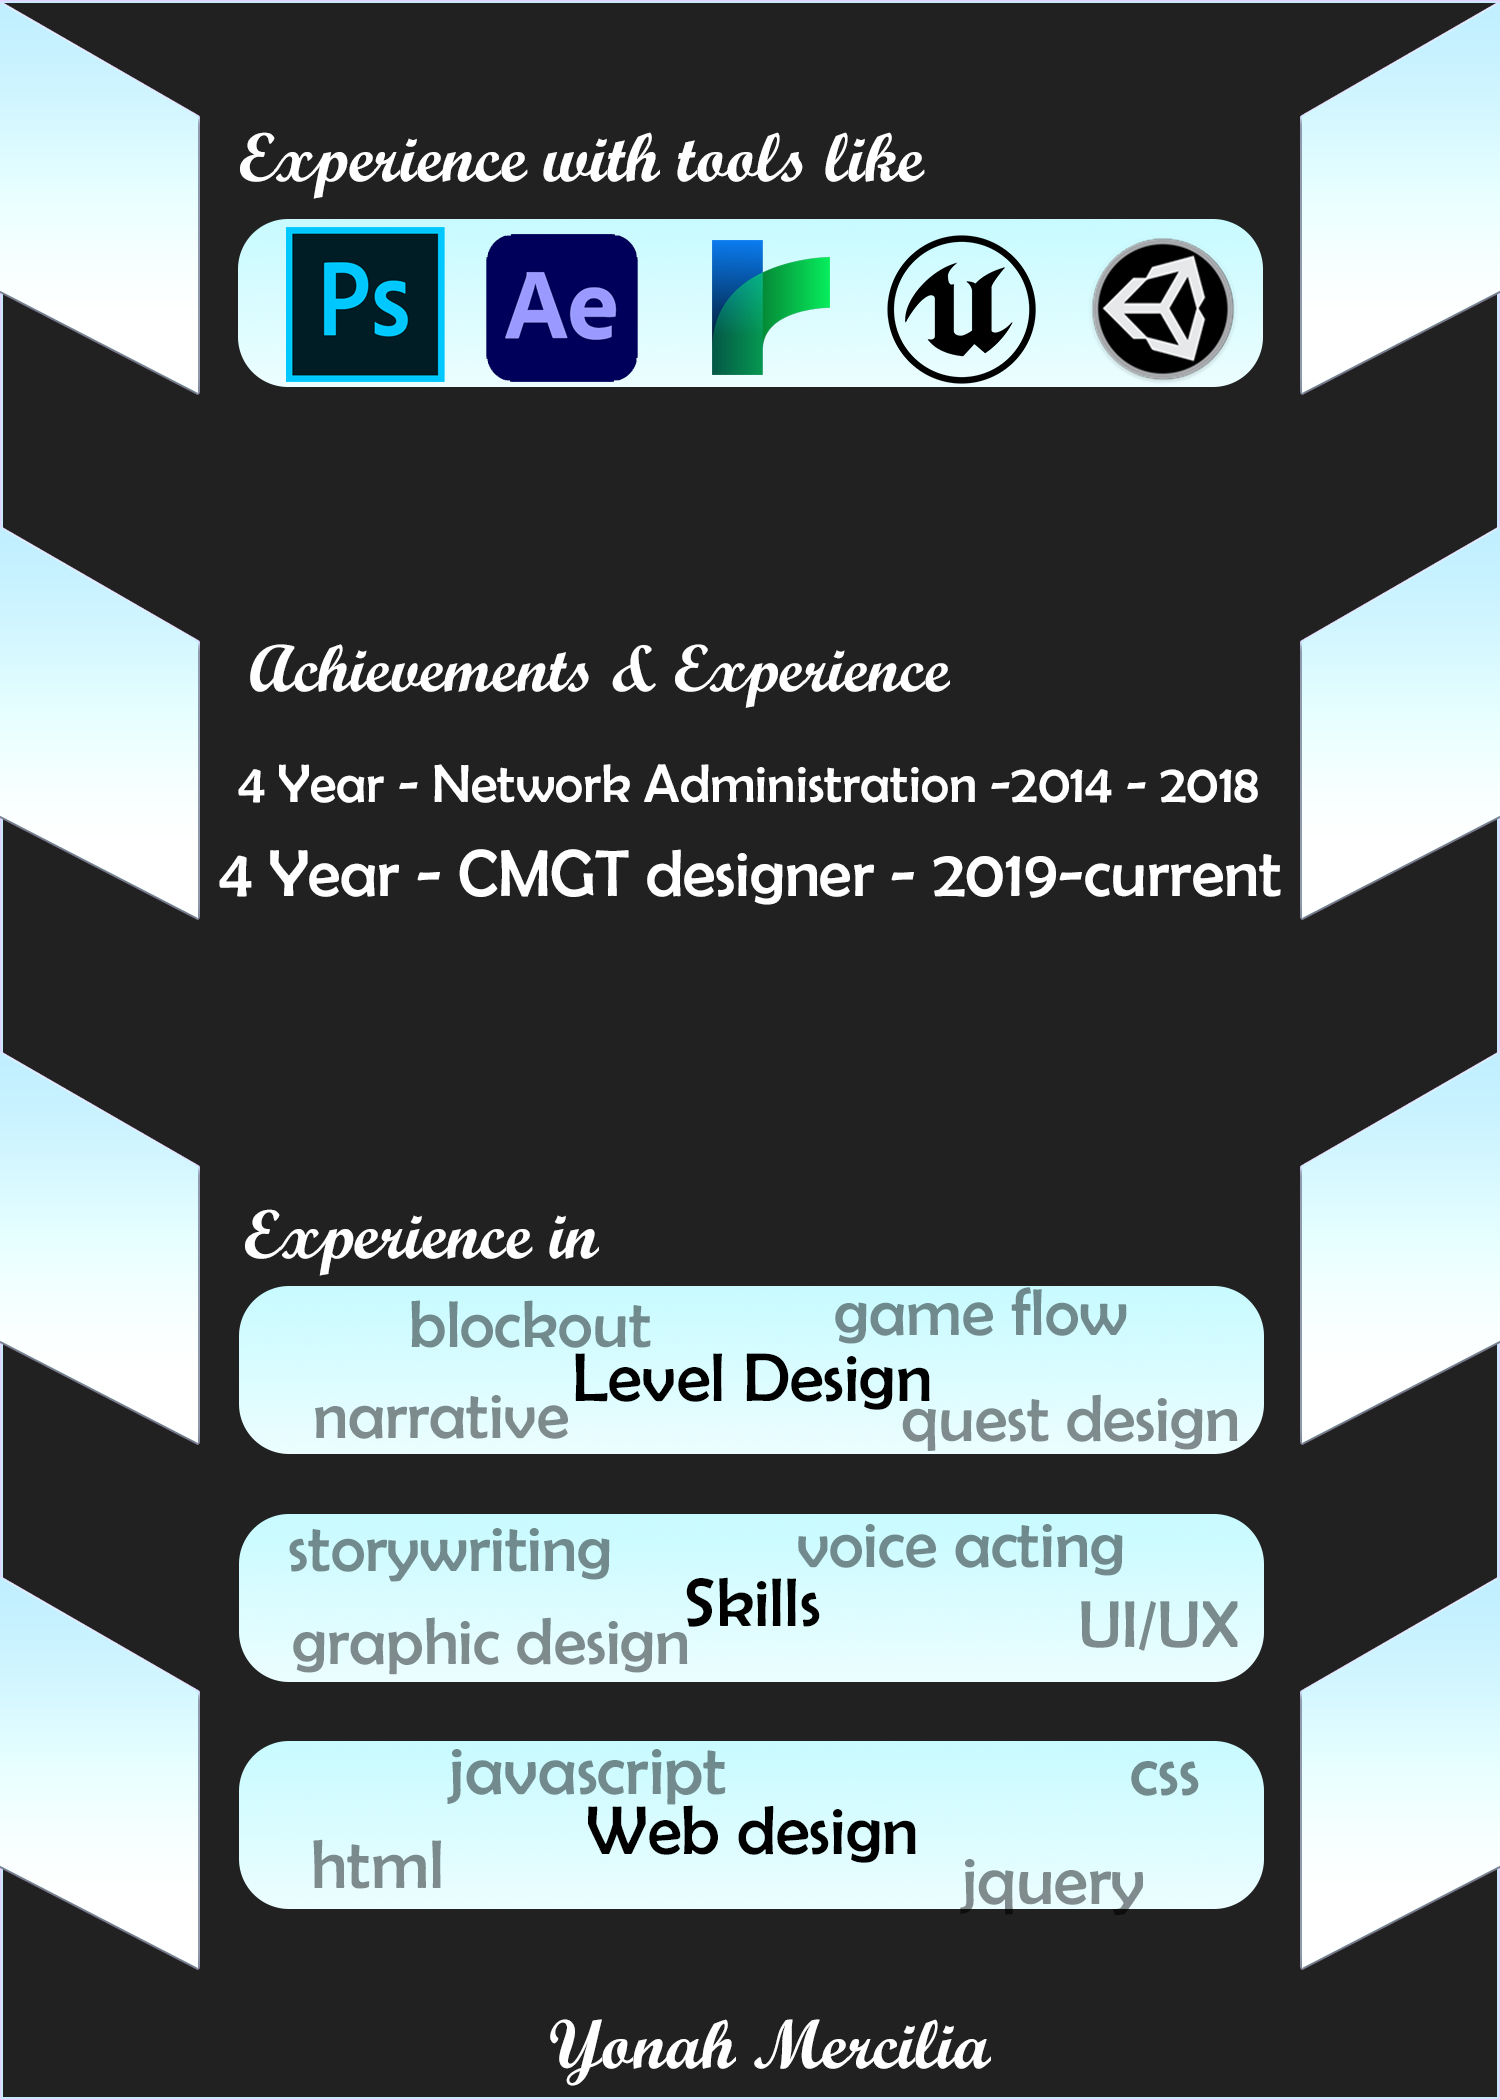 Experience with tools like
Ps Ae
Achievements & Experience
4 Year - Network Administration -2014 - 2018
4 Year - CMGT designer - 2019-current
Experience in
blockout game flow
Level Design
narrative quest design
storywriting voice acting
Skills
graphic design UI/UX
javascript css
Web design
html jquery
Yonah Mercilia